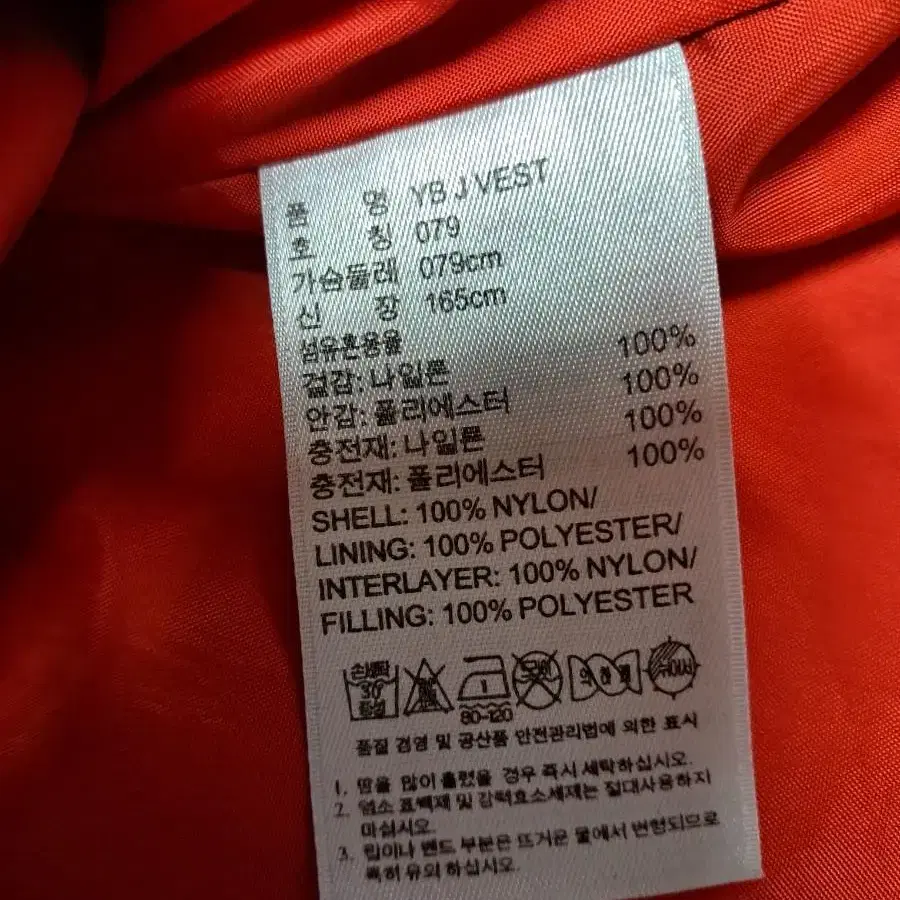 품 명 YB J VEST
호 칭 079
가슴둘레 079cm
신 장 165cm
섬유혼용율
겉감: 나일론 100%
안감: 폴리에스터 100%
충전재: 나일론 100%
충전재: 폴리에스터 100%
SHELL: 100% NYLON/
LINING: 100% POLYESTER/
INTERLAYER: 100% NYLON/
FILLING: 100% POLYESTER
손세탁
30˚
중성
1
80-120
품질 경영 및 공산품 안전관리법에 의한 표시
1. 땀을 많이 흘렸을 경우 즉시 세탁하십시오.
2. 염소 표백제 및 강력효소세제는 절대사용하지
마십시오.
3. 립이나 밴드 부분은 뜨거운 물에서 변형되므로
특히 유의 하십시오.